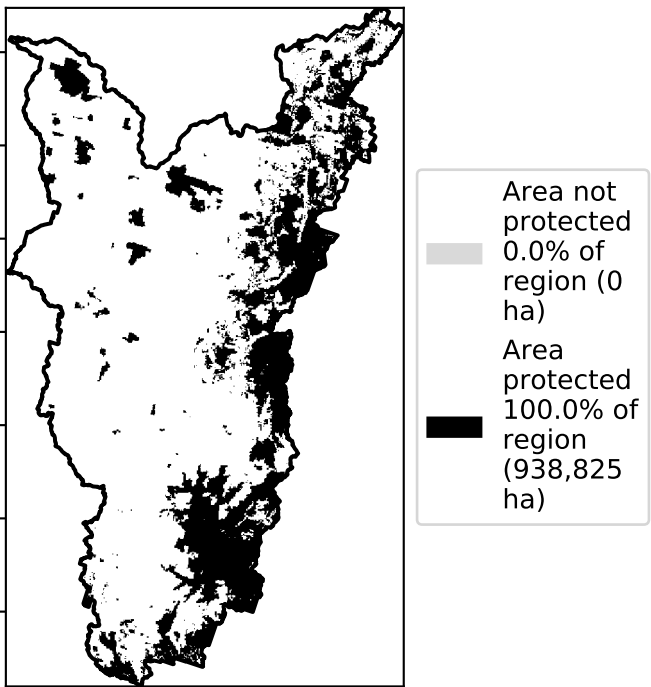 Area not
protected
0.0% of
region (0
ha)
Area
protected
100.0% of
region
(938,825
ha)